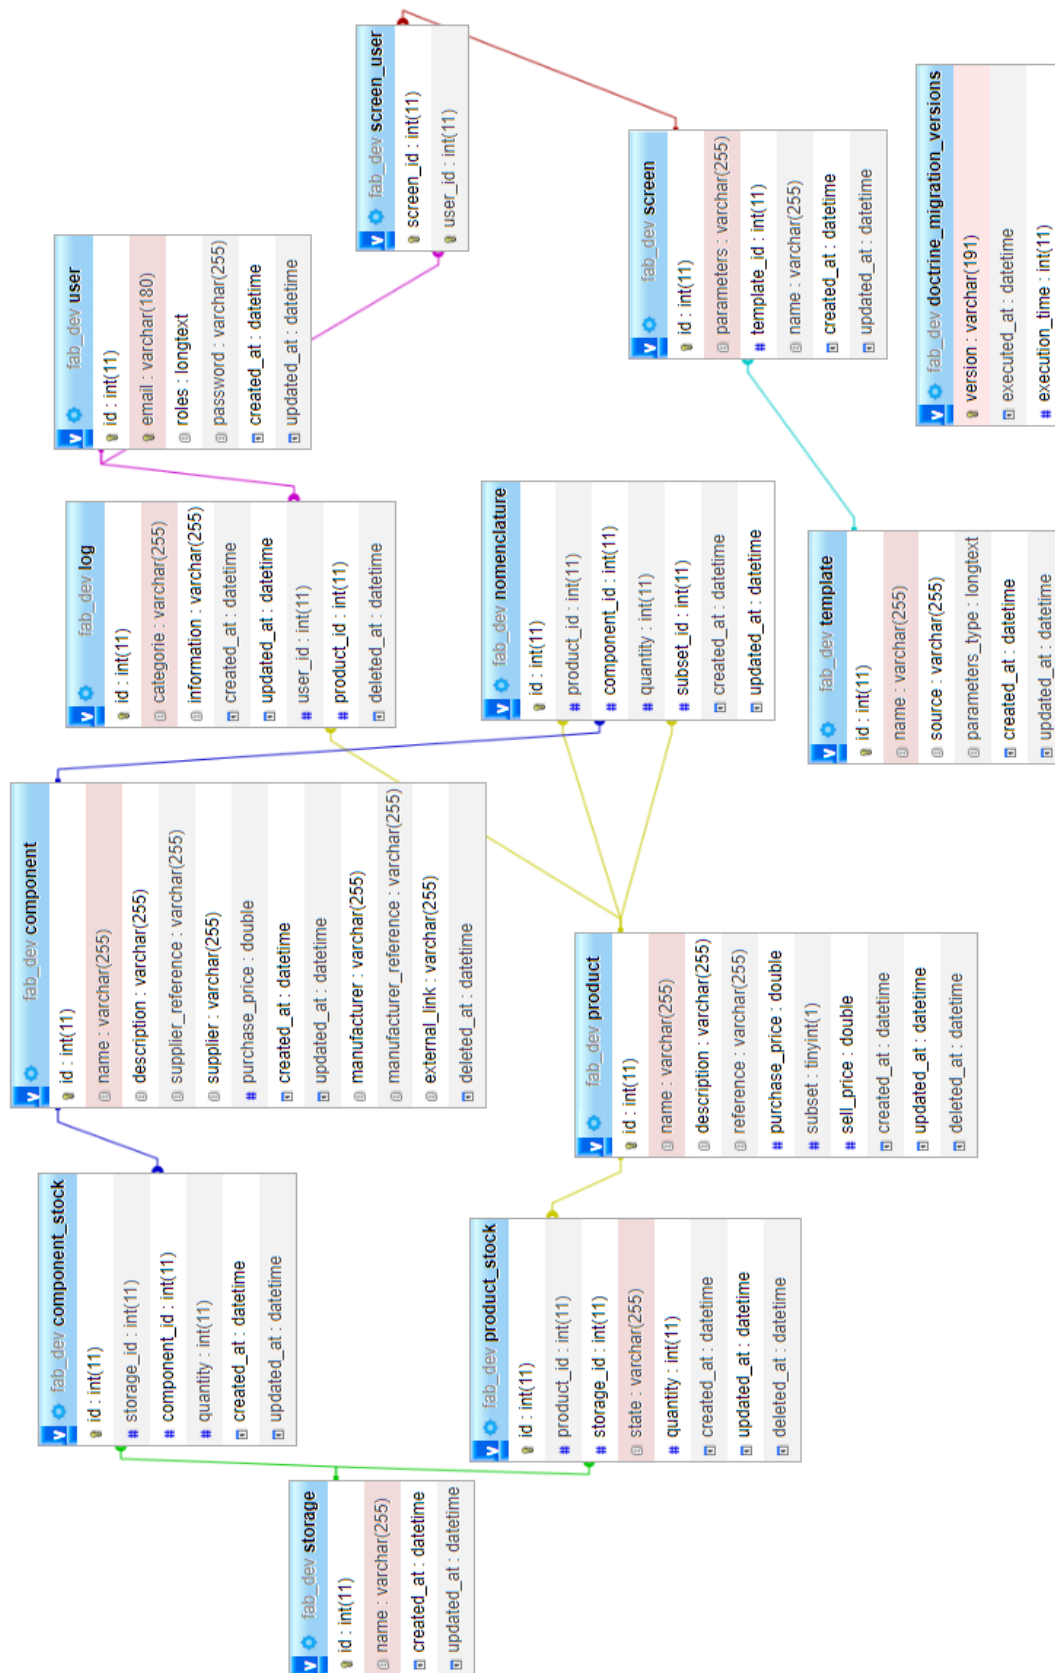 fab_dev storage
id : int(11)
name : varchar(255)
created_at : datetime
updated_at : datetime
fab_dev component_stock
id : int(11)
storage_id : int(11)
component_id : int(11)
quantity : int(11)
created_at : datetime
updated_at : datetime
fab_dev product_stock
id : int(11)
product_id : int(11)
storage_id : int(11)
state : varchar(255)
quantity : int(11)
created_at : datetime
updated_at : datetime
deleted_at : datetime
fab_dev component
id : int(11)
name : varchar(255)
description : varchar(255)
supplier_reference : varchar(255)
supplier : varchar(255)
purchase_price : double
created_at : datetime
updated_at : datetime
manufacturer : varchar(255)
manufacturer_reference : varchar(255)
external_link : varchar(255)
deleted_at : datetime
fab_dev product
id : int(11)
name : varchar(255)
description : varchar(255)
reference : varchar(255)
purchase_price : double
subset : tinyint(1)
sell_price : double
created_at : datetime
updated_at : datetime
deleted_at : datetime
fab_dev log
id : int(11)
categorie : varchar(255)
information : varchar(255)
created_at : datetime
updated_at : datetime
user_id : int(11)
product_id : int(11)
deleted_at : datetime
fab_dev nomenclature
id : int(11)
product_id : int(11)
component_id : int(11)
quantity : int(11)
subset_id : int(11)
created_at : datetime
updated_at : datetime
fab_dev template
id : int(11)
name : varchar(255)
source : varchar(255)
parameters_type : longtext
created_at : datetime
updated_at : datetime
fab_dev user
id : int(11)
email : varchar(180)
roles : longtext
password : varchar(255)
created_at : datetime
updated_at : datetime
fab_dev screen_user
screen_id : int(11)
user_id : int(11)
fab_dev screen
id : int(11)
parameters : varchar(255)
template_id : int(11)
name : varchar(255)
created_at : datetime
updated_at : datetime
fab_dev doctrine_migration_versions
version : varchar(191)
executed_at : datetime
execution_time : int(11)